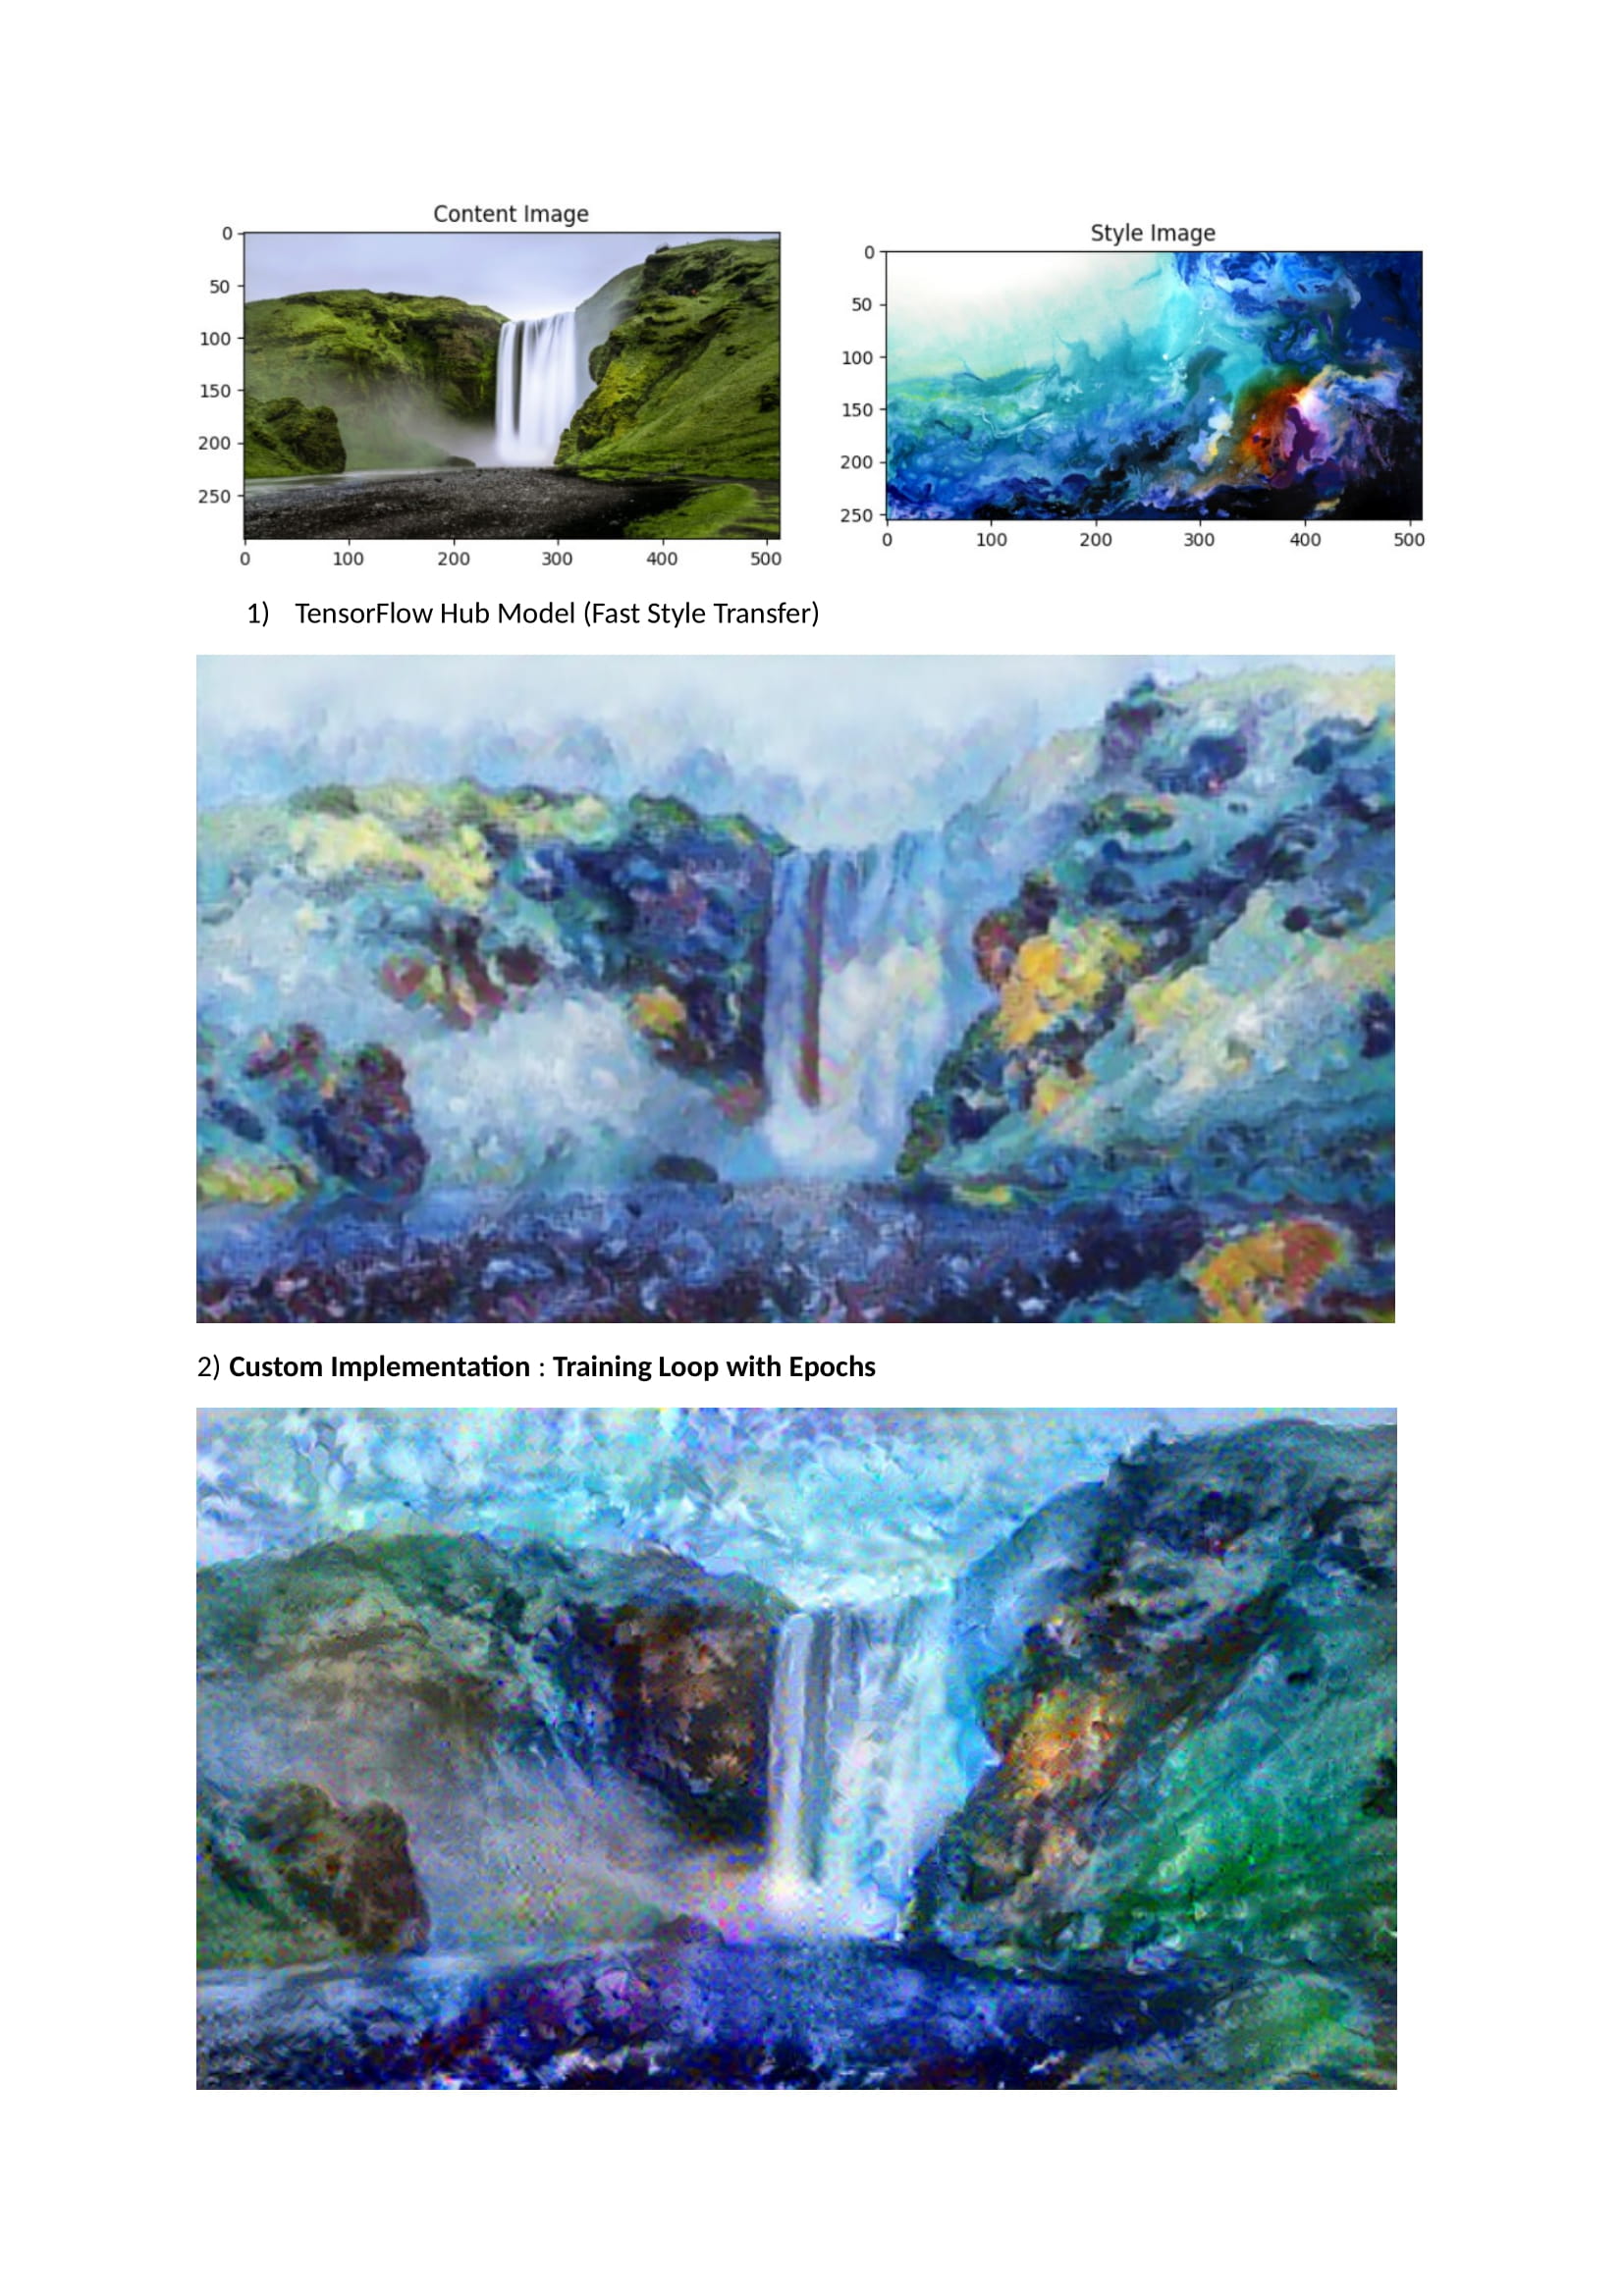 Content Image
0
50
100
150
200
250
0 100 200 300 400 500
Style Image
0
50
100
150
200
250
0 100 200 300 400 500
1) TensorFlow Hub Model (Fast Style Transfer)
2) Custom Implementation : Training Loop with Epochs